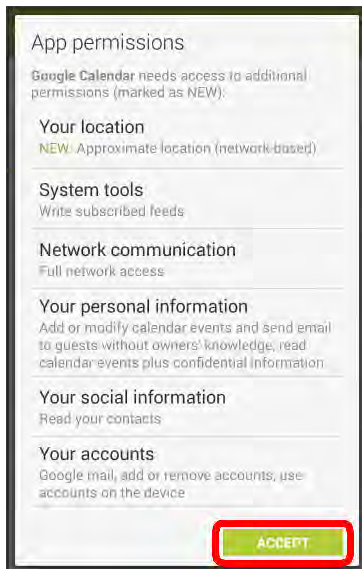 App permissions
Google Calendar needs access to additional
permissions (marked as NEW):
Your location
NEW: Approximate location (network-based)
System tools
Write subscribed feeds
Network communication
Full network access
Your personal information
Add or modify calendar events and send email
to guests without owners' knowledge, read
calendar events plus confidential information
Your social information
Read your contacts
Your accounts
Google mail, add or remove accounts, use
accounts on the device
ACCEPT